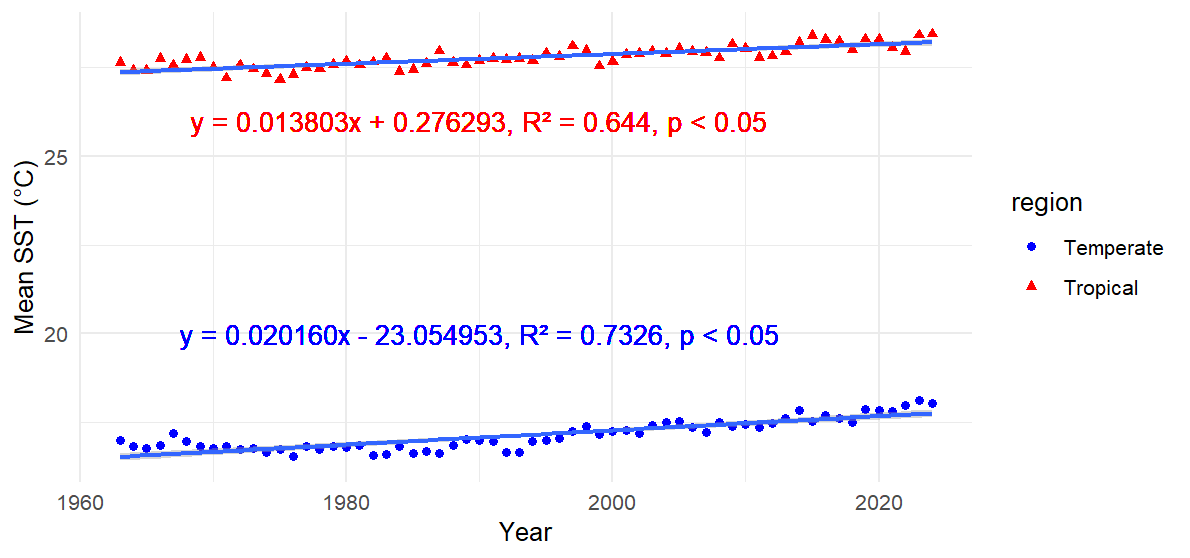 y = 0.013803x + 0.276293, R² = 0.644, p < 0.05
25
Mean SST (°C)
y = 0.020160x - 23.054953, R² = 0.7326, p < 0.05
20
1960
1980
2000
2020
Year
region
Temperate
Tropical